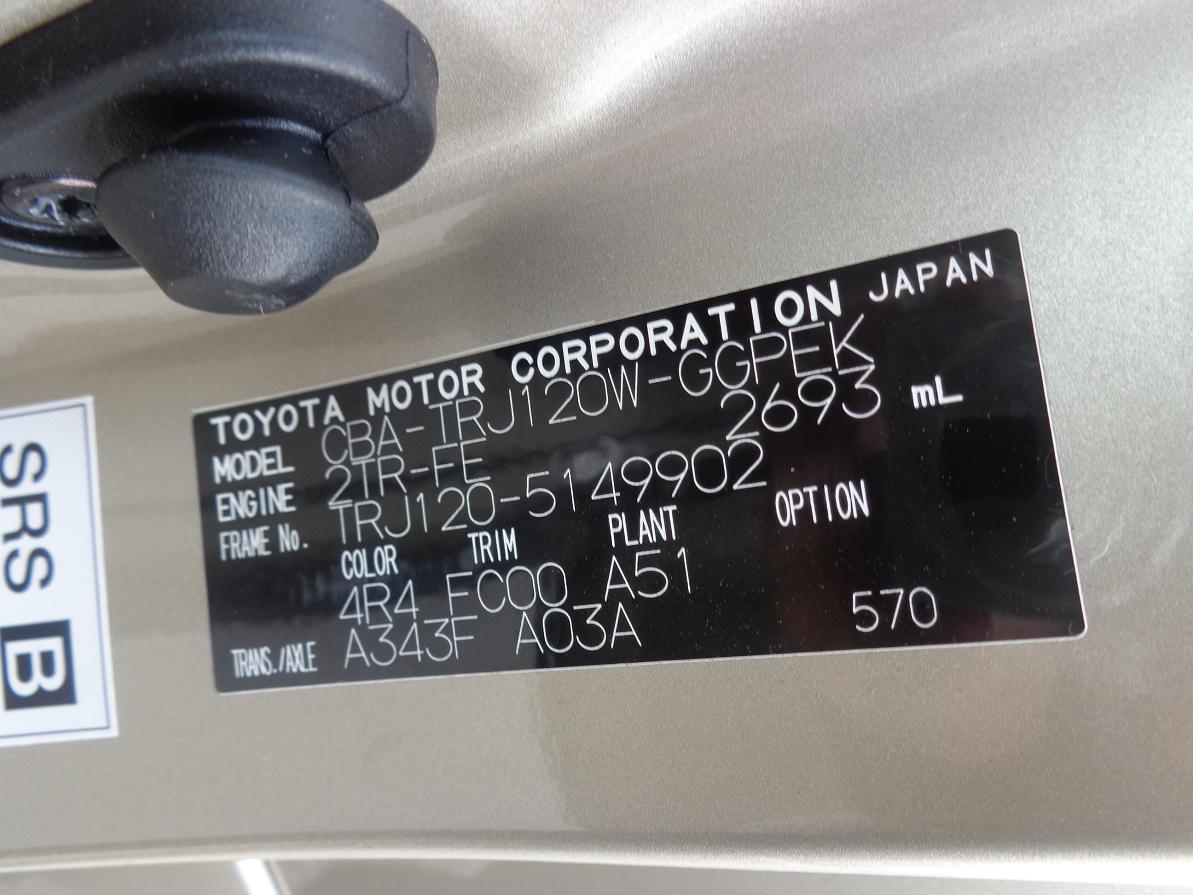 TOYOTA MOTOR CORPORATION JAPAN
MODEL CBA-TRJ120W-GGPEK
ENGINE 2TR-FE 2693 mL
FRAME No. TRJ120-5149902
COLOR TRIM PLANT OPTION
4R4 FC00 A51
TRANS./AXLE A343F A03A 570
SRS B